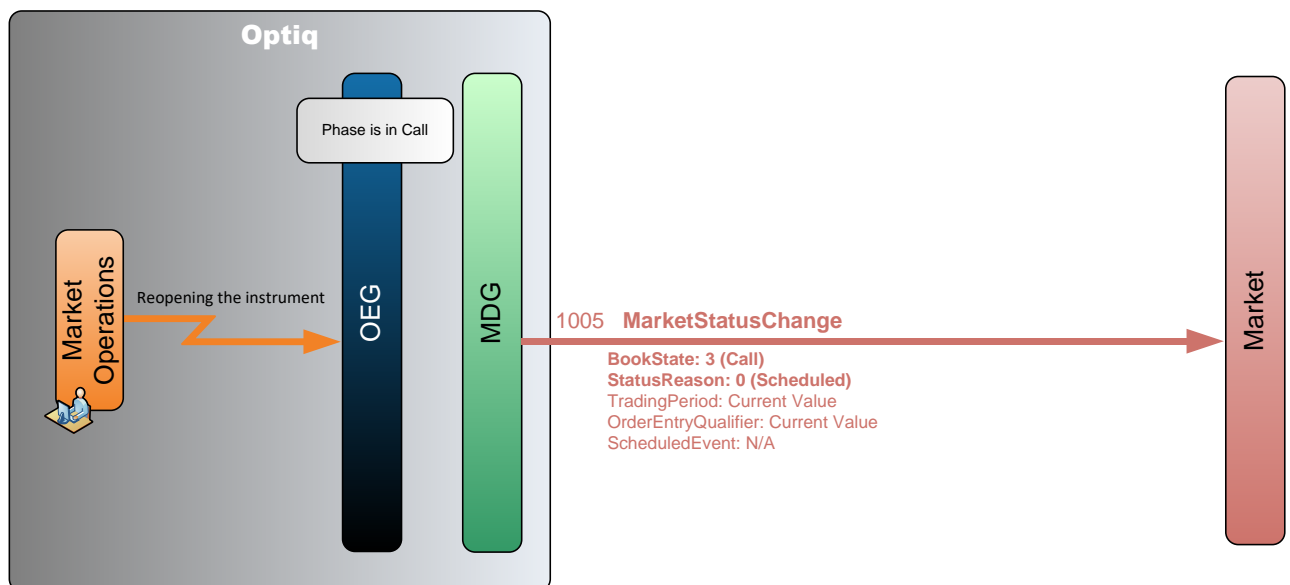 Optiq
Phase is in Call
Market
Operations
Reopening the instrument
OEG
MDG
1005 MarketStatusChange
BookState: 3 (Call)
StatusReason: 0 (Scheduled)
TradingPeriod: Current Value
OrderEntryQualifier: Current Value
ScheduledEvent: N/A
Market